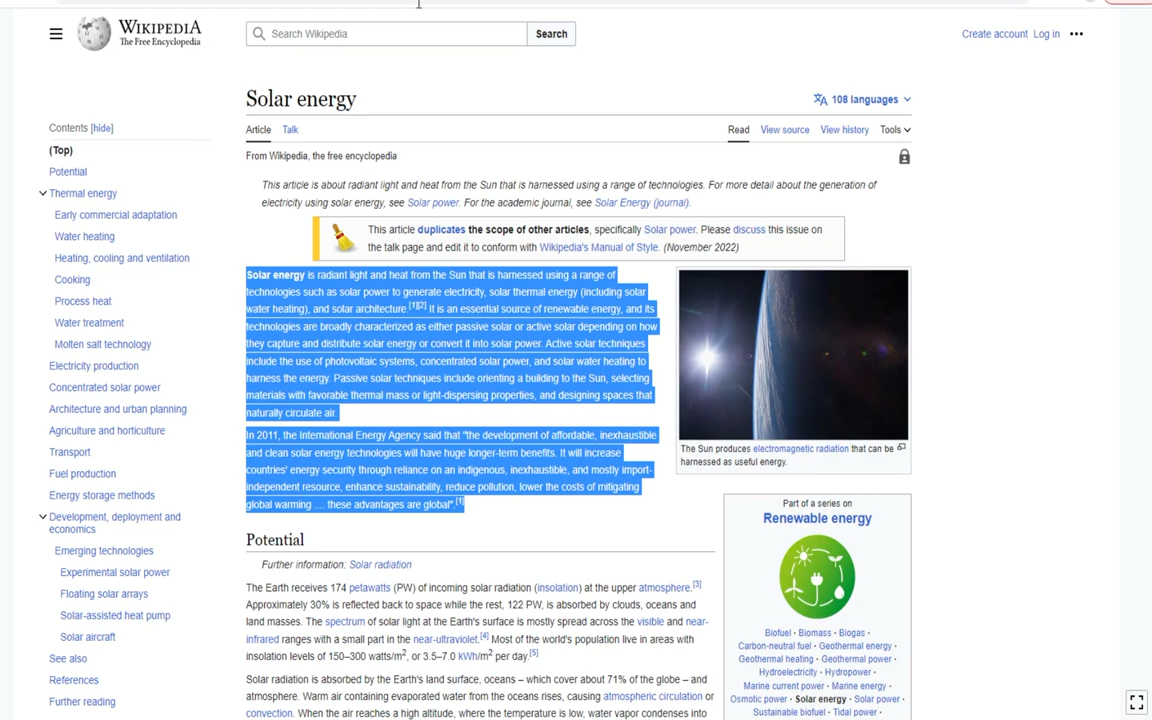 WIKIPEDIA
The Free Encyclopedia
Search Wikipedia
Search
Create account Log in
Solar energy
108 languages
Article Talk
Read View source View history Tools
From Wikipedia, the free encyclopedia
Contents [hide]
(Top)
Potential
Thermal energy
Early commercial adaptation
Water heating
Heating, cooling and ventilation
Cooking
Process heat
Water treatment
Molten salt technology
Electricity production
Concentrated solar power
Architecture and urban planning
Agriculture and horticulture
Transport
Fuel production
Energy storage methods
Development, deployment and
economics
Emerging technologies
Experimental solar power
Floating solar arrays
Solar-assisted heat pump
Solar aircraft
See also
References
Further reading
This article is about radiant light and heat from the Sun that is harnessed using a range of technologies. For more detail about the generation of
electricity using solar energy, see Solar power. For the academic journal, see Solar Energy (journal).
This article duplicates the scope of other articles, specifically Solar power. Please discuss this issue on
the talk page and edit it to conform with Wikipedia's Manual of Style. (November 2022)
Solar energy is radiant light and heat from the Sun that is harnessed using a range of
technologies such as solar power to generate electricity, solar thermal energy (including solar
water heating), and solar architecture.[1][2] It is an essential source of renewable energy, and its
technologies are broadly characterized as either passive solar or active solar depending on how
they capture and distribute solar energy or convert it into solar power. Active solar techniques
include the use of photovoltaic systems, concentrated solar power, and solar water heating to
harness the energy. Passive solar techniques include orienting a building to the Sun, selecting
materials with favorable thermal mass or light-dispersing properties, and designing spaces that
naturally circulate air.
In 2011, the International Energy Agency said that "the development of affordable, inexhaustible
and clean solar energy technologies will have huge longer-term benefits. It will increase
countries' energy security through reliance on an indigenous, inexhaustible, and mostly import-
independent resource, enhance sustainability, reduce pollution, lower the costs of mitigating
global warming .... these advantages are global".[1]
The Sun produces electromagnetic radiation that can be
harnessed as useful energy.
Potential
Further information: Solar radiation
The Earth receives 174 petawatts (PW) of incoming solar radiation (insolation) at the upper atmosphere.[3]
Approximately 30% is reflected back to space while the rest, 122 PW, is absorbed by clouds, oceans and
land masses. The spectrum of solar light at the Earth's surface is mostly spread across the visible and near-
infrared ranges with a small part in the near-ultraviolet.[4] Most of the world's population live in areas with
insolation levels of 150–300 watts/m², or 3.5–7.0 kWh/m² per day.[5]
Solar radiation is absorbed by the Earth's land surface, oceans – which cover about 71% of the globe – and
atmosphere. Warm air containing evaporated water from the oceans rises, causing atmospheric circulation or
convection. When the air reaches a high altitude, where the temperature is low, water vapor condenses into
Part of a series on
Renewable energy
Biofuel · Biomass · Biogas ·
Carbon-neutral fuel · Geothermal energy ·
Geothermal heating · Geothermal power ·
Hydroelectricity · Hydropower ·
Marine current power · Marine energy ·
Osmotic power · Solar energy · Solar power ·
Sustainable biofuel · Tidal power ·